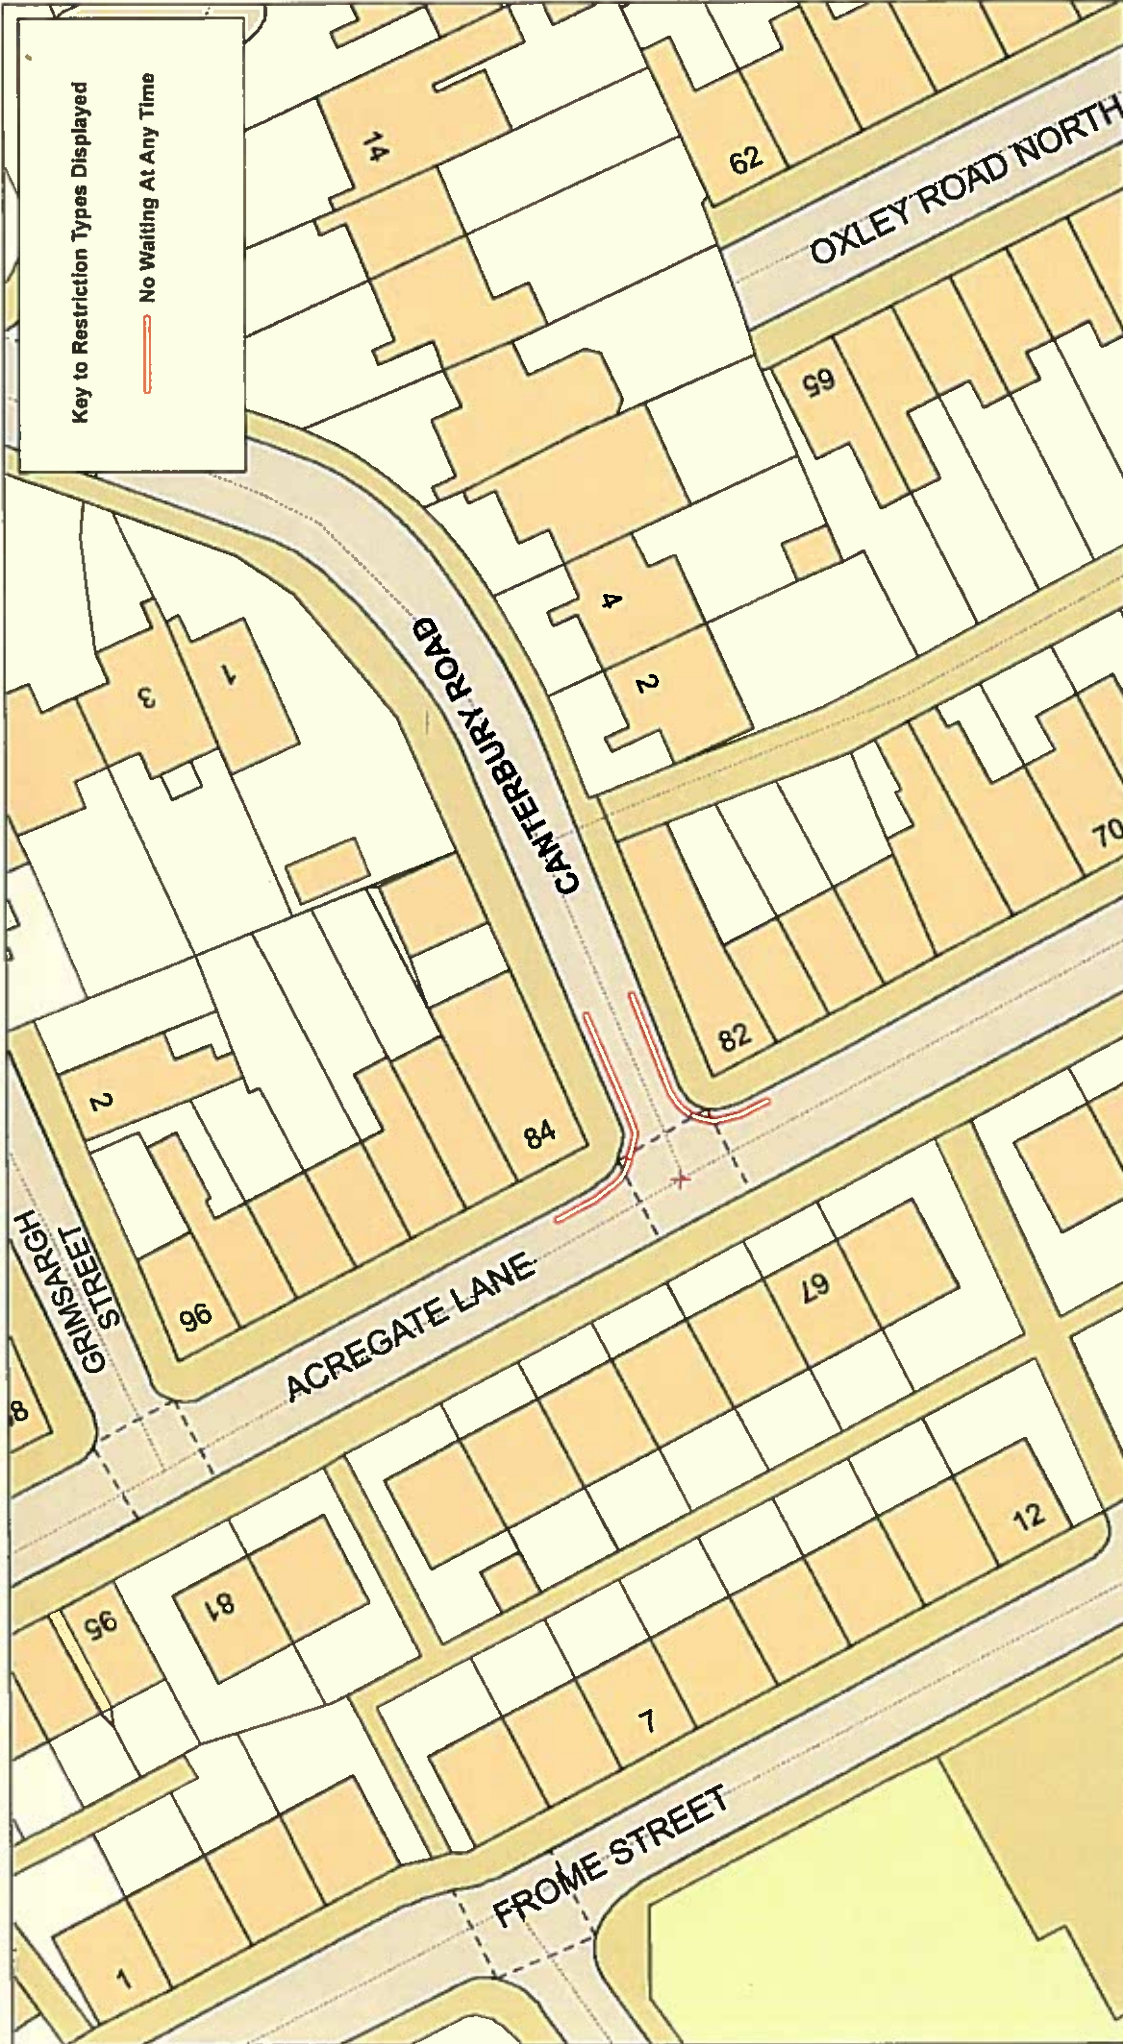 Key to Restriction Types Displayed
No Waiting At Any Time
14
62
OXLEY ROAD NORTH
65
4
2
CANTERBURY ROAD
3
1
70
82
2
84
GRIMSARGH
STREET
96
ACREGATE LANE
67
12
81
95
7
FROME STREET
1